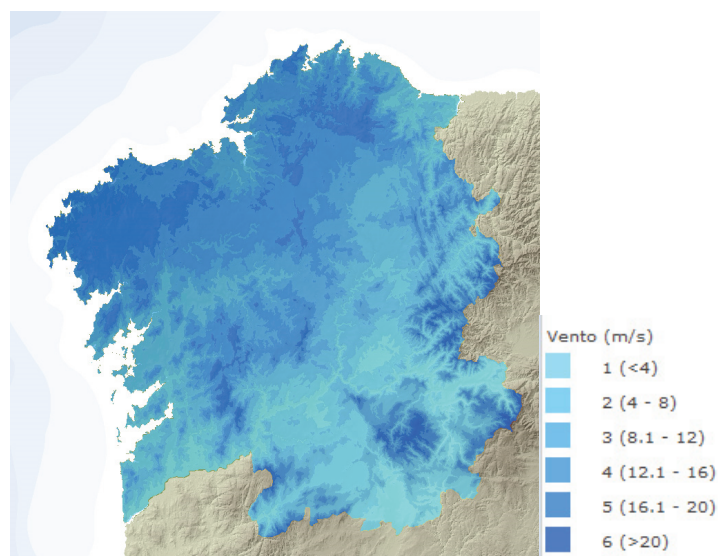 Vento (m/s)
1 (<4)
2 (4 - 8)
3 (8.1 - 12)
4 (12.1 - 16)
5 (16.1 - 20)
6 (>20)